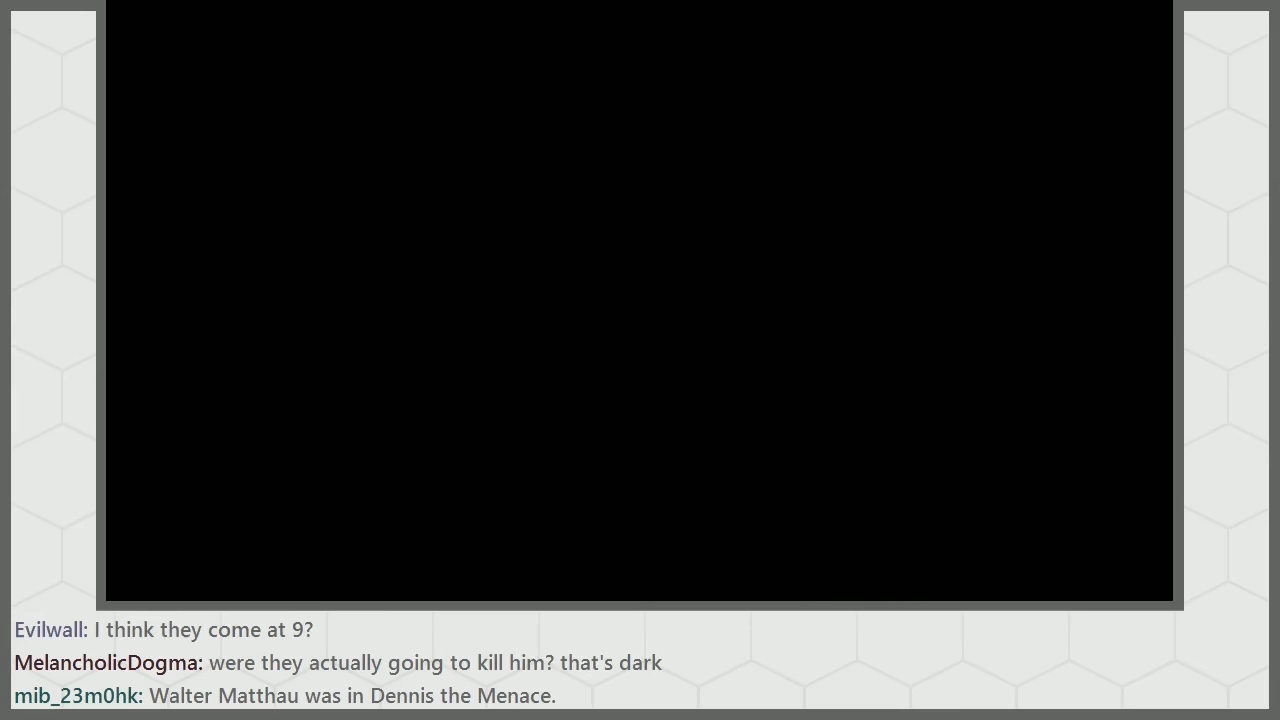 Evilwall: I think they come at 9?
MelancholicDogma: were they actually going to kill him? that's dark
mib_23m0hk: Walter Matthau was in Dennis the Menace.